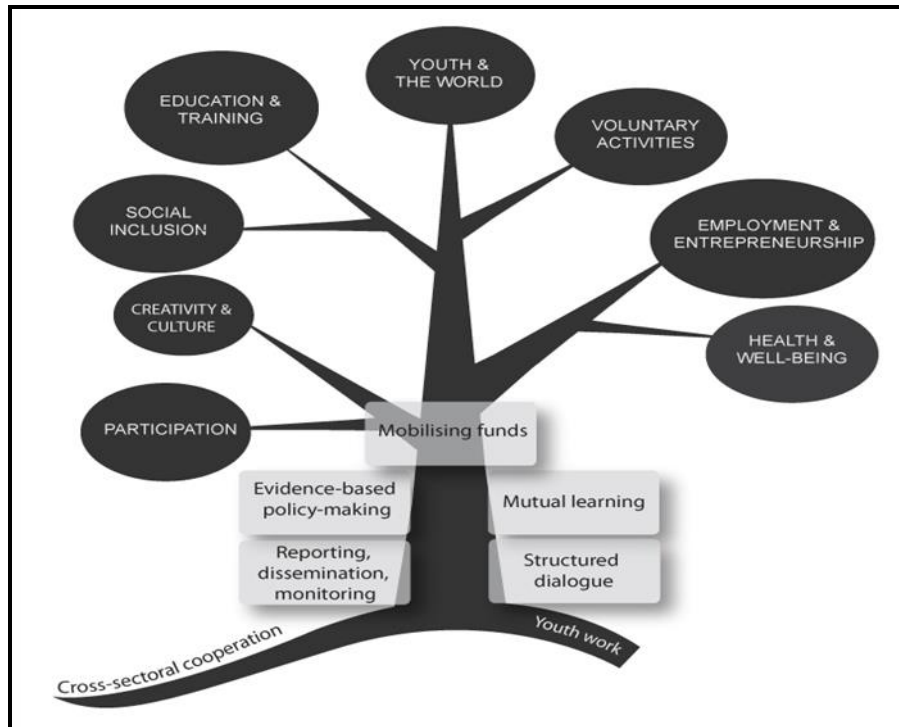 YOUTH &
THE WORLD
EDUCATION &
TRAINING
VOLUNTARY
ACTIVITIES
SOCIAL
INCLUSION
EMPLOYMENT &
ENTREPRENEURSHIP
CREATIVITY &
CULTURE
HEALTH &
WELL-BEING
PARTICIPATION
Mobilising funds
Evidence-based
policy-making
Mutual learning
Reporting,
dissemination,
monitoring
Structured
dialogue
Cross-sectoral cooperation
Youth work